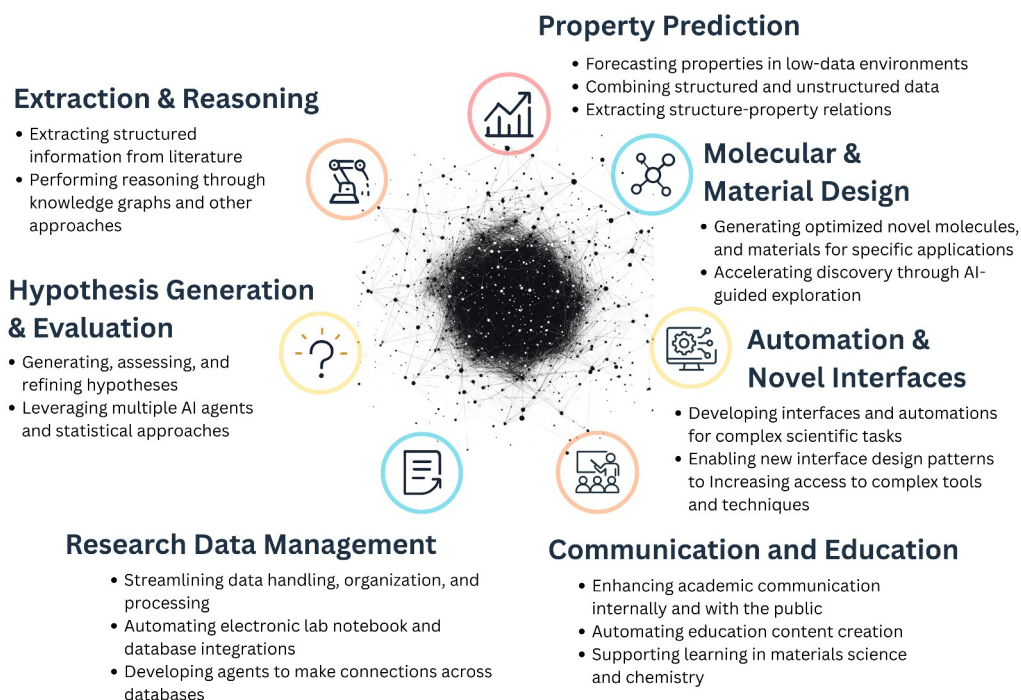 Property Prediction
• Forecasting properties in low-data environments
• Combining structured and unstructured data
• Extracting structure-property relations
Extraction & Reasoning
• Extracting structured
information from literature
• Performing reasoning through
knowledge graphs and other
approaches
Molecular &
Material Design
• Generating optimized novel molecules,
and materials for specific applications
• Accelerating discovery through AI-
guided exploration
Hypothesis Generation
& Evaluation
• Generating, assessing, and
refining hypotheses
• Leveraging multiple AI agents
and statistical approaches
Automation &
Novel Interfaces
• Developing interfaces and automations
for complex scientific tasks
• Enabling new interface design patterns
to Increasing access to complex tools
and techniques
Research Data Management
• Streamlining data handling, organization, and
processing
• Automating electronic lab notebook and
database integrations
• Developing agents to make connections across
databases
Communication and Education
• Enhancing academic communication
internally and with the public
• Automating education content creation
• Supporting learning in materials science
and chemistry